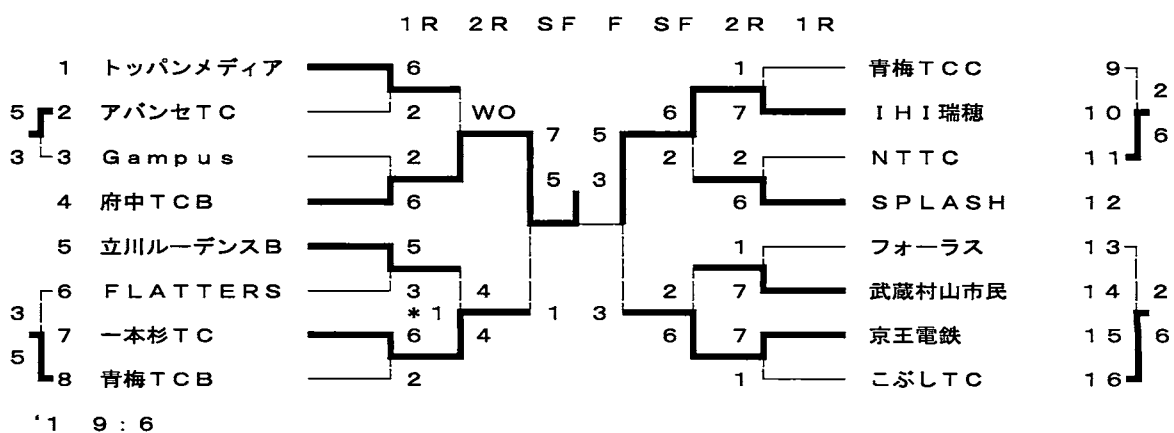 １Ｒ ２Ｒ ＳＦ Ｆ ＳＦ ２Ｒ １Ｒ
１ トッパンメディア ６ １ 青梅ＴＣＣ ９
５ ２ アバンセＴＣ ２ ＷＯ ６ ７ ＩＨＩ瑞穂 １０ ２
３ ３ Ｇａｍｐｕｓ ２ ７ ５ ２ ２ ＮＴＴＣ １１ ６
４ 府中ＴＣＢ ６ ５ ３ ６ ＳＰＬＡＳＨ １２
５ 立川ルーデンスＢ ５ １ フォーラス １３
３ ６ ＦＬＡＴＴＥＲＳ ３ ４ ２ ７ 武蔵村山市民 １４ ２
＊１ １ ３
５ ７ 一本杉ＴＣ ６ ４ ６ ７ 京王電鉄 １５ ６
８ 青梅ＴＣＢ ２ １ こぶしＴＣ １６
‘１ ９：６